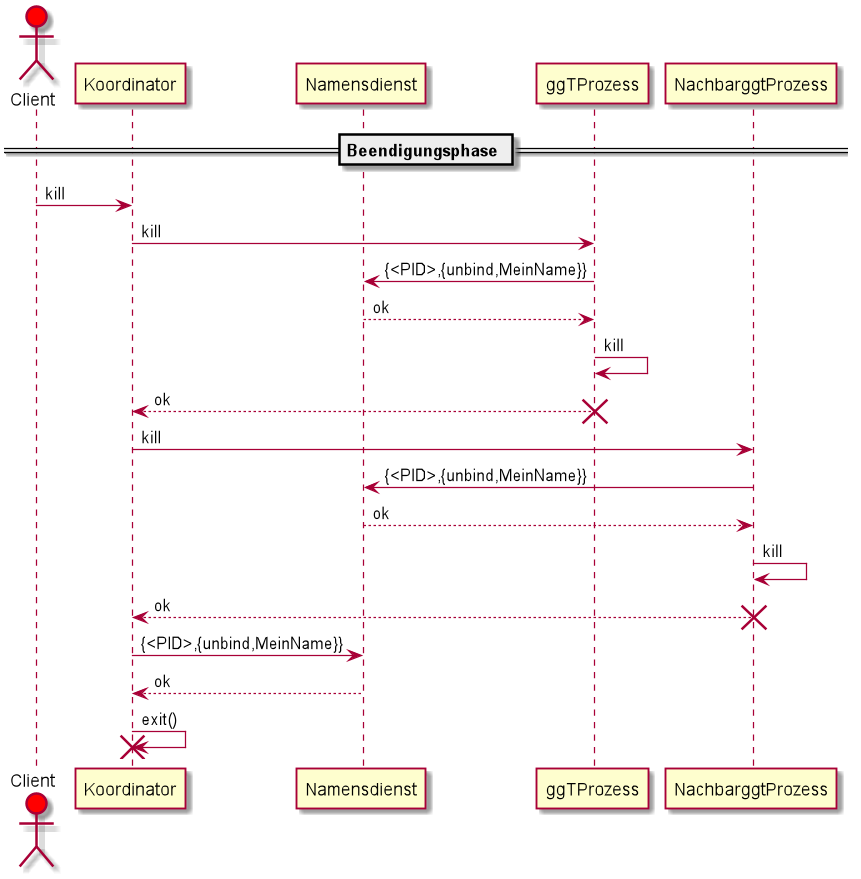 Client
Koordinator
Namensdienst
ggTProzess
NachbarggtProzess
Beendigungsphase
kill
kill
{<PID>,{unbind,MeinName}}
ok
kill
ok
kill
{<PID>,{unbind,MeinName}}
ok
kill
ok
{<PID>,{unbind,MeinName}}
ok
exit()
Client
Koordinator
Namensdienst
ggTProzess
NachbarggtProzess